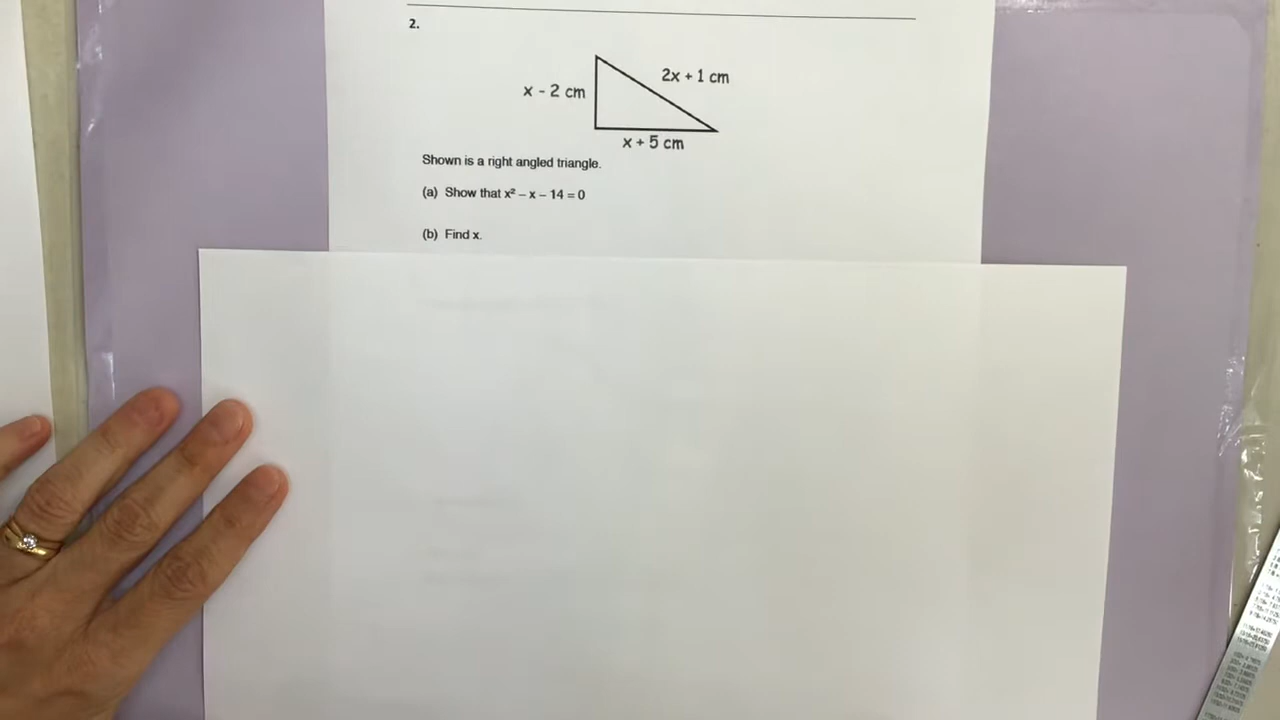 2.
2x + 1 cm
x - 2 cm
x + 5 cm
Shown is a right angled triangle.
(a) Show that x² – x – 14 = 0
(b) Find x.